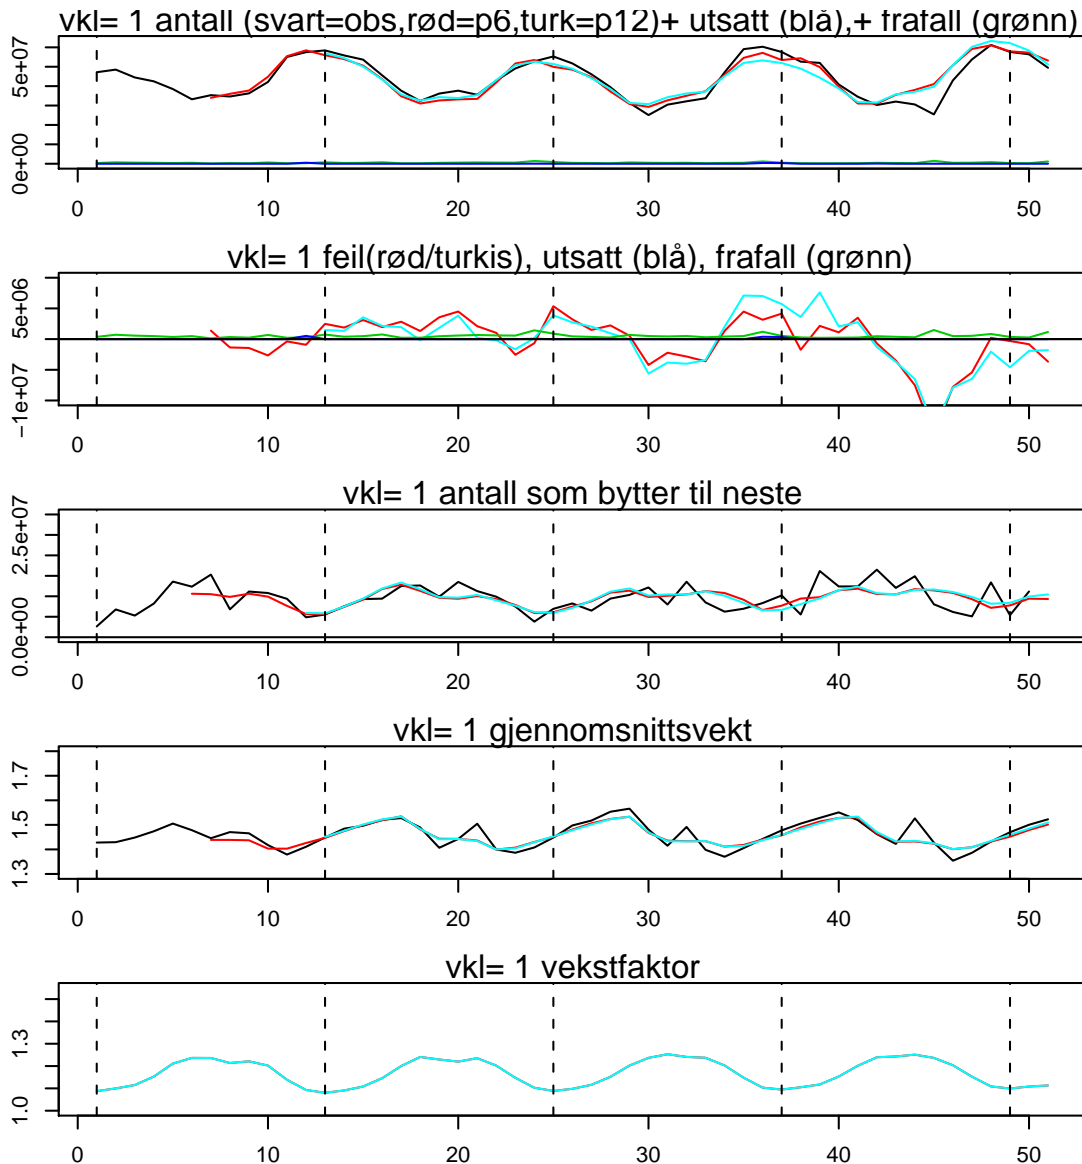 vkl= 1 antall (svart=obs,rød=p6,turk=p12)+ utsatt (blå),+ frafall (grønn)
0e+00 5e+07
0 10 20 30 40 50
vkl= 1 feil(rød/turkis), utsatt (blå), frafall (grønn)
−1e+07 5e+06
0 10 20 30 40 50
vkl= 1 antall som bytter til neste
0.0e+00 2.5e+07
0 10 20 30 40 50
vkl= 1 gjennomsnittsvekt
1.3 1.5 1.7
0 10 20 30 40 50
vkl= 1 vekstfaktor
1.0 1.3
0 10 20 30 40 50